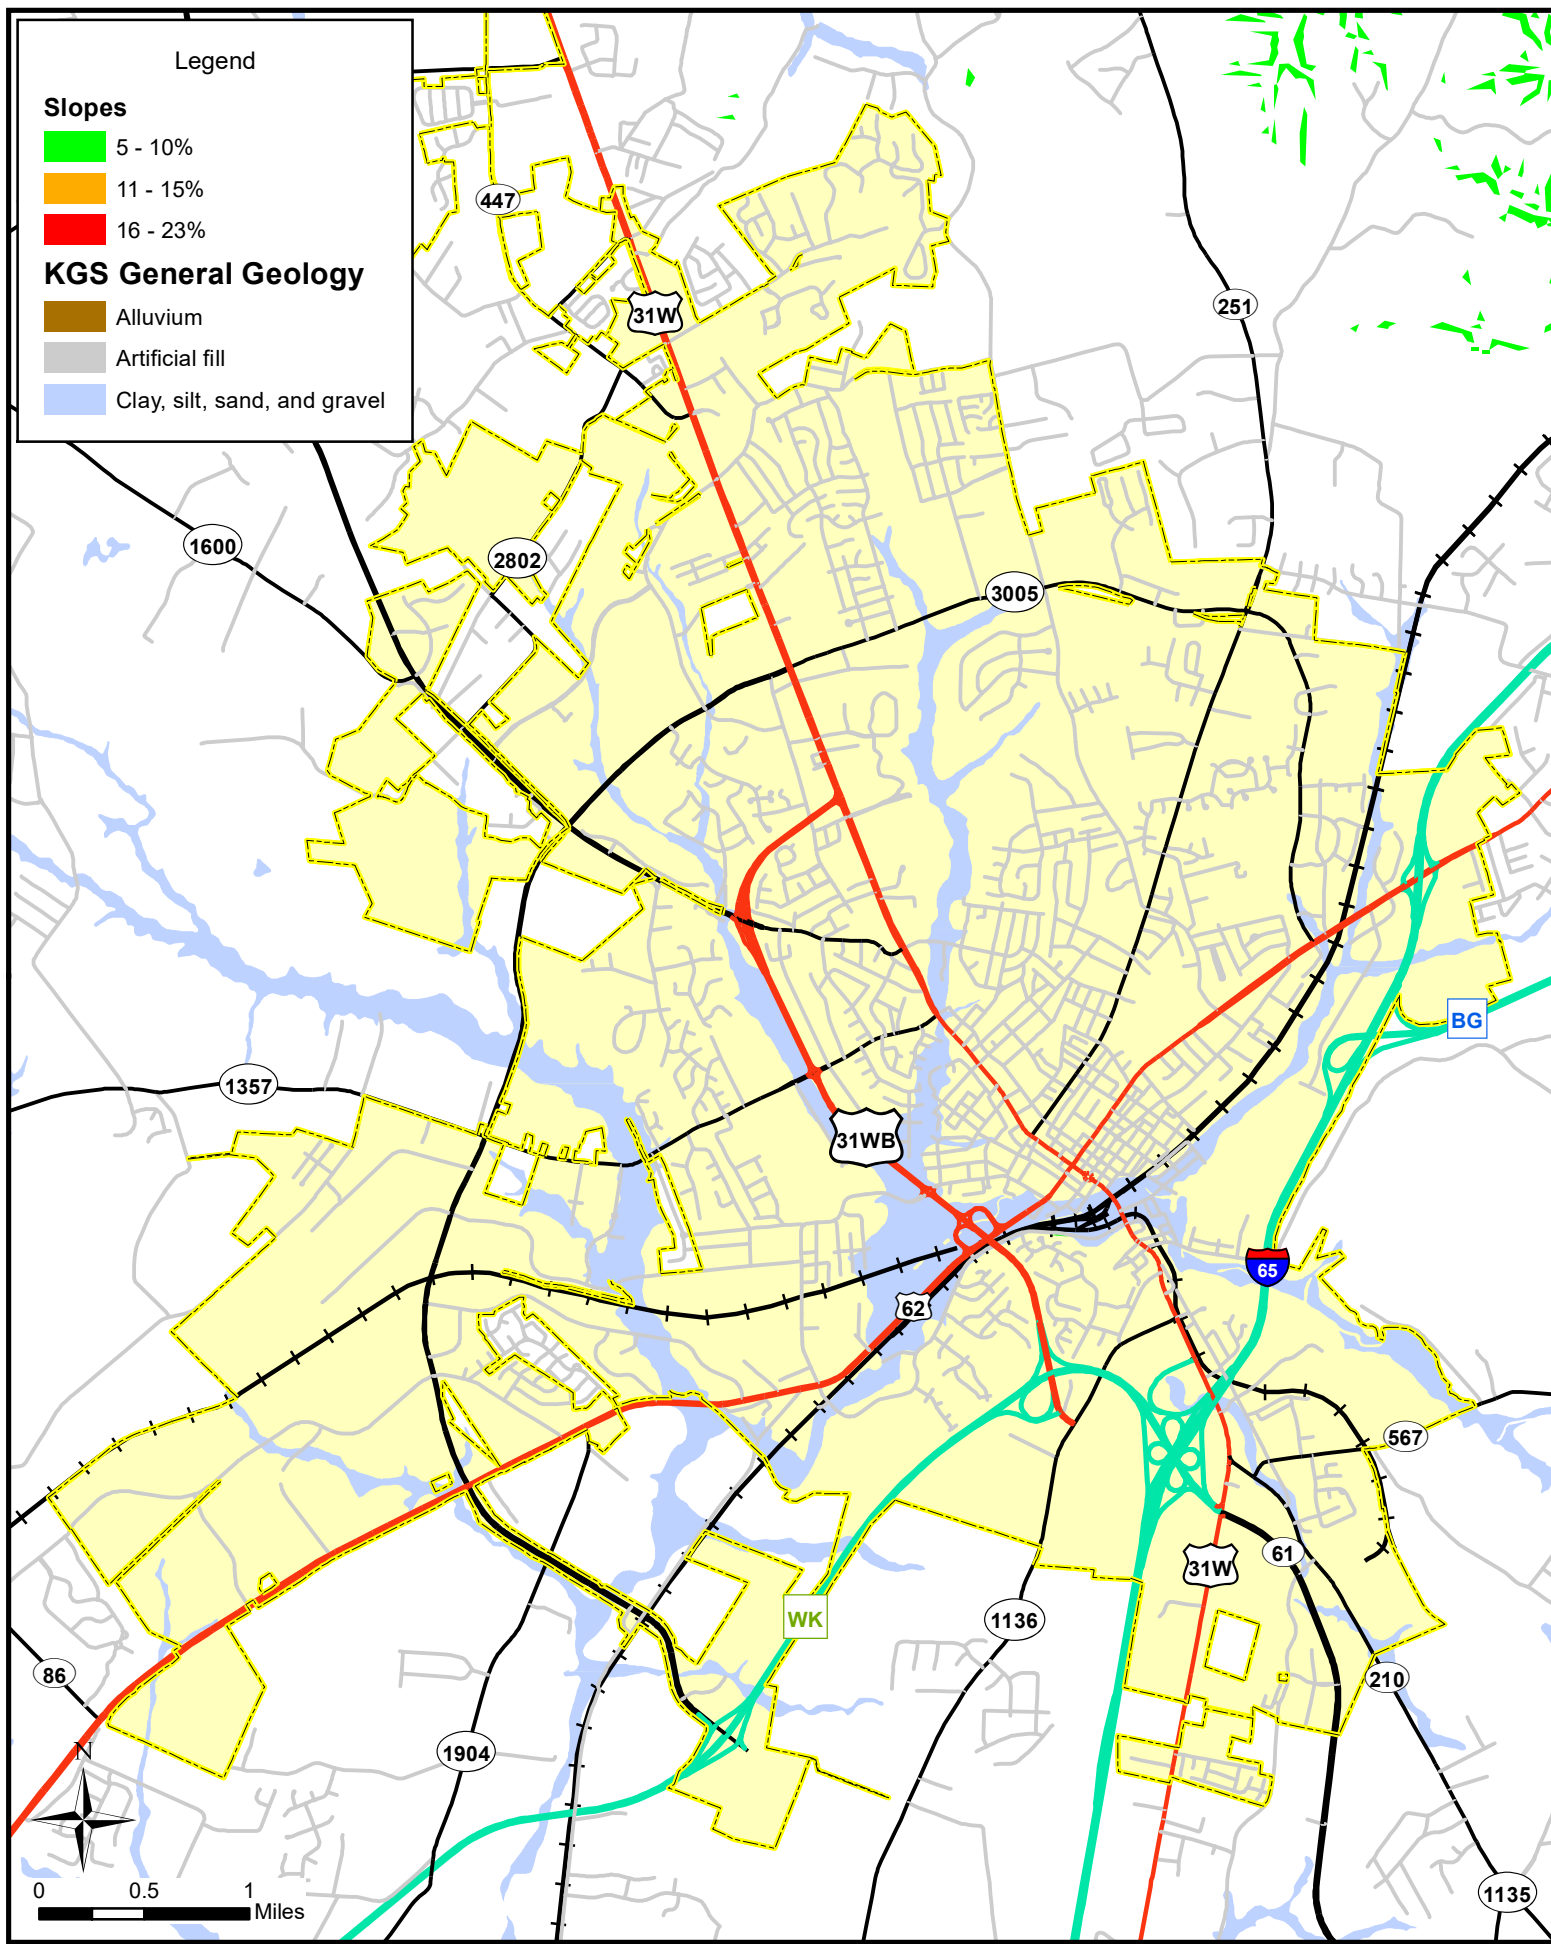 Legend
Slopes
5 - 10%
11 - 15%
16 - 23%
KGS General Geology
Alluvium
Artificial fill
Clay, silt, sand, and gravel
447
31W
251
1600
2802
3005
BG
1357
31WB
65
62
567
61
31W
WK
1136
86
210
1904
N
0 0.5 1
Miles
1135